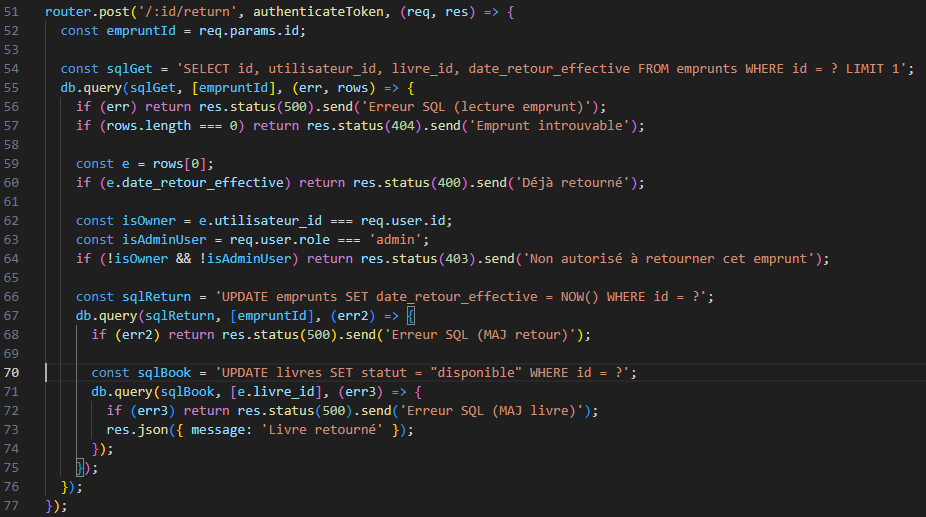 51 router.post('/:id/return', authenticateToken, (req, res) => {
52   const empruntId = req.params.id;
53
54   const sqlGet = 'SELECT id, utilisateur_id, livre_id, date_retour_effective FROM emprunts WHERE id = ? LIMIT 1';
55   db.query(sqlGet, [empruntId], (err, rows) => {
56     if (err) return res.status(500).send('Erreur SQL (lecture emprunt)');
57     if (rows.length === 0) return res.status(404).send('Emprunt introuvable');
58
59     const e = rows[0];
60     if (e.date_retour_effective) return res.status(400).send('Déjà retourné');
61
62     const isOwner = e.utilisateur_id === req.user.id;
63     const isAdminUser = req.user.role === 'admin';
64     if (!isOwner && !isAdminUser) return res.status(403).send('Non autorisé à retourner cet emprunt');
65
66     const sqlReturn = 'UPDATE emprunts SET date_retour_effective = NOW() WHERE id = ?';
67     db.query(sqlReturn, [empruntId], (err2) => {
68       if (err2) return res.status(500).send('Erreur SQL (MAJ retour)');
69
70       const sqlBook = 'UPDATE livres SET statut = "disponible" WHERE id = ?';
71       db.query(sqlBook, [e.livre_id], (err3) => {
72         if (err3) return res.status(500).send('Erreur SQL (MAJ livre)');
73         res.json({ message: 'Livre retourné' });
74       });
75     });
76   });
77 });